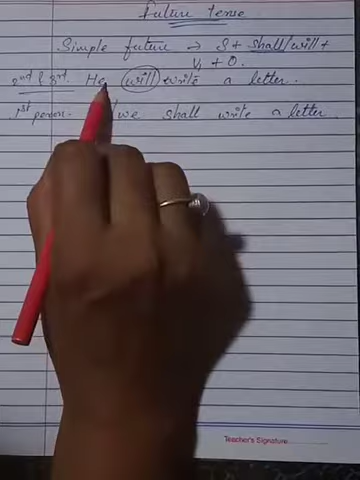 Future Tense
Simple future → S + shall/will +
V1 + O.
2nd & 3rd. He will write a letter.
1st person. I/we shall write a letter.
Teacher's Signature